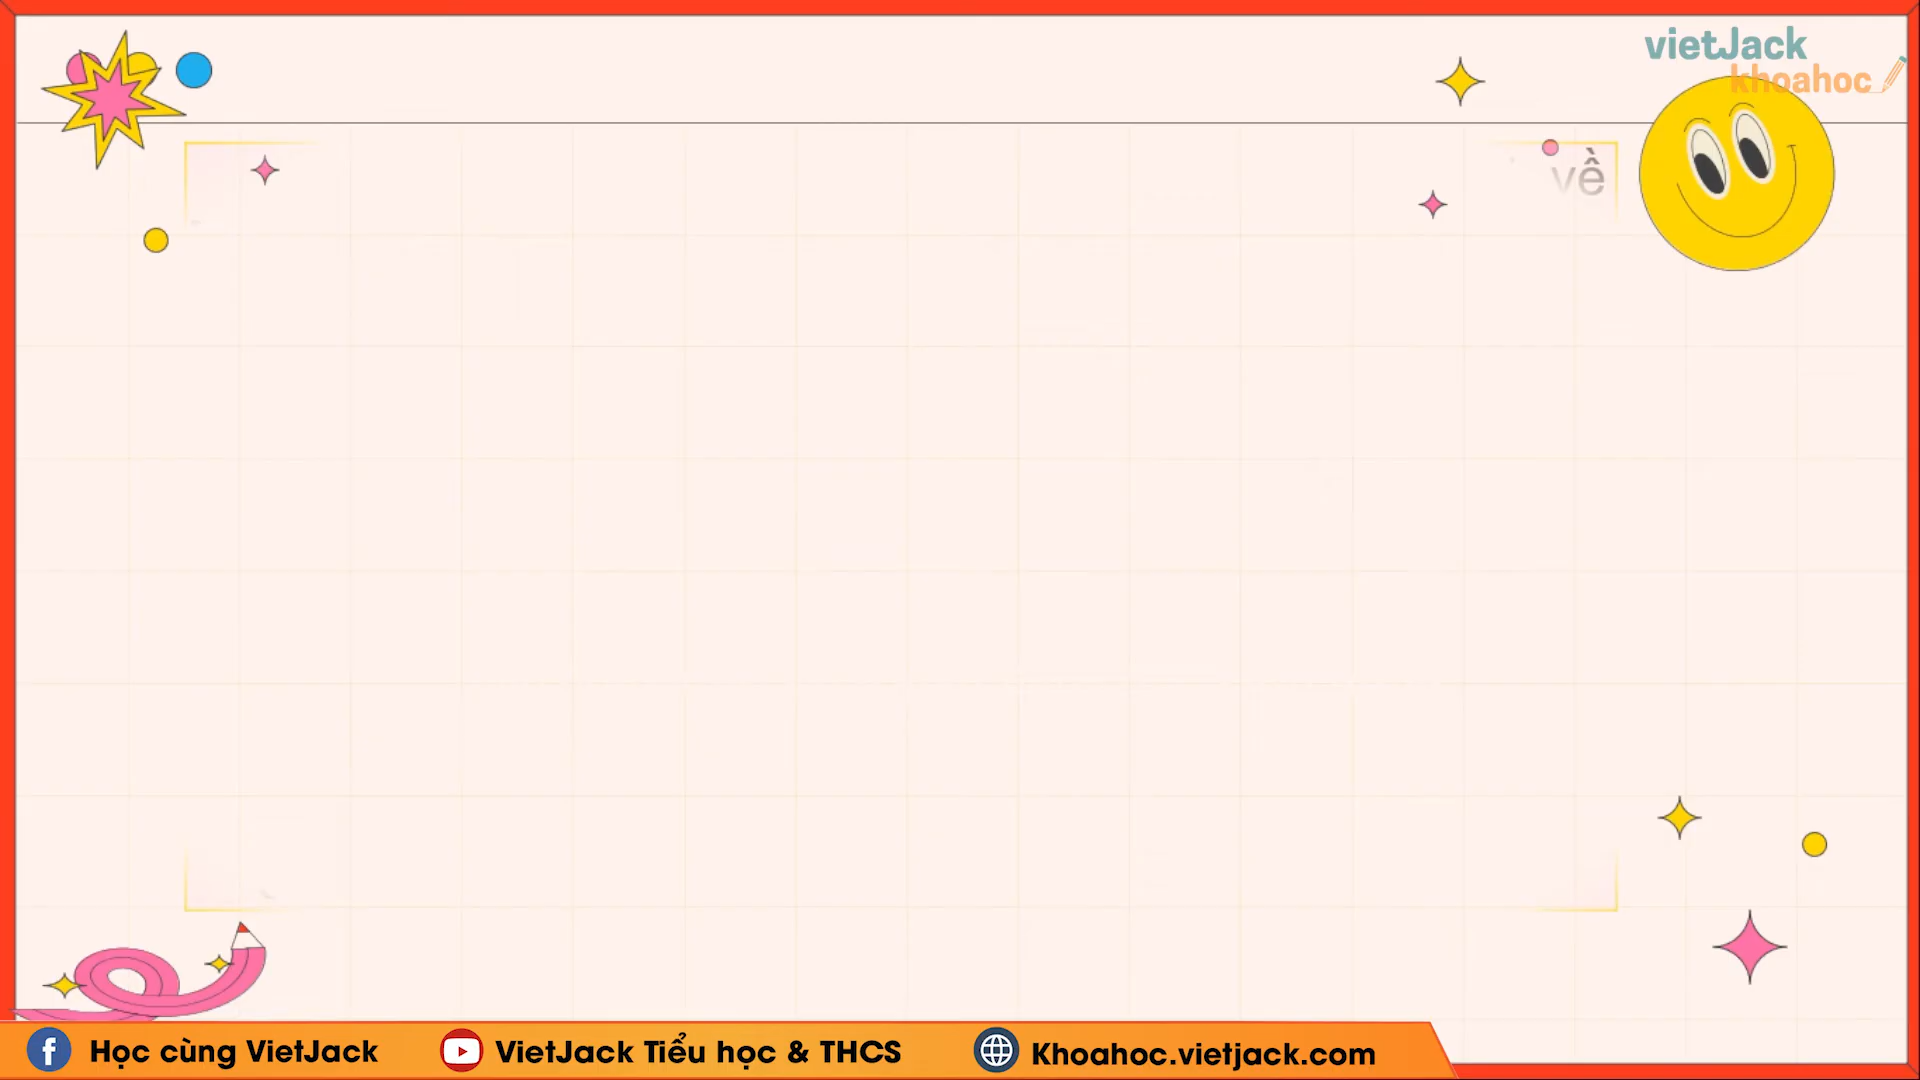 vietJack
khoahoc
về
Học cùng VietJack
VietJack Tiểu học & THCS
Khoahoc.vietjack.com